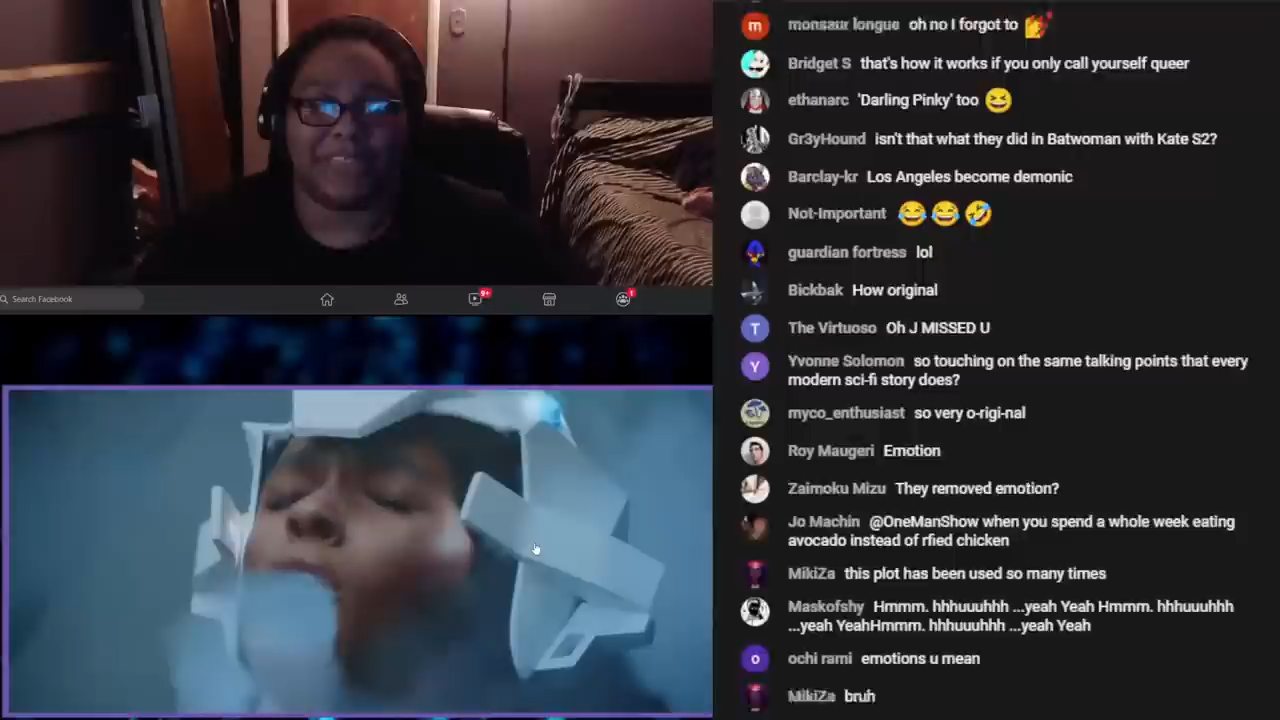 monsaur longue oh no I forgot to
Bridget S that's how it works if you only call yourself queer
ethanarc 'Darling Pinky' too
Gr3yHound isn't that what they did in Batwoman with Kate S2?
Barclay-kr Los Angeles become demonic
Not-Important
guardian fortress lol
Search Facebook
9+
1
Bickbak How original
T The Virtuoso Oh J MISSED U
Y Yvonne Solomon so touching on the same talking points that every
modern sci-fi story does?
myco_enthusiast so very o-rigi-nal
Roy Maugeri Emotion
Zaimoku Mizu They removed emotion?
Jo Machin @OneManShow when you spend a whole week eating
avocado instead of rfied chicken
MikiZa this plot has been used so many times
Maskofshy Hmmm. hhhuuuhhh ...yeah Yeah Hmmm. hhhuuuhhh
...yeah YeahHmmm. hhhuuuhhh ...yeah Yeah
o ochi rami emotions u mean
MikiZa bruh